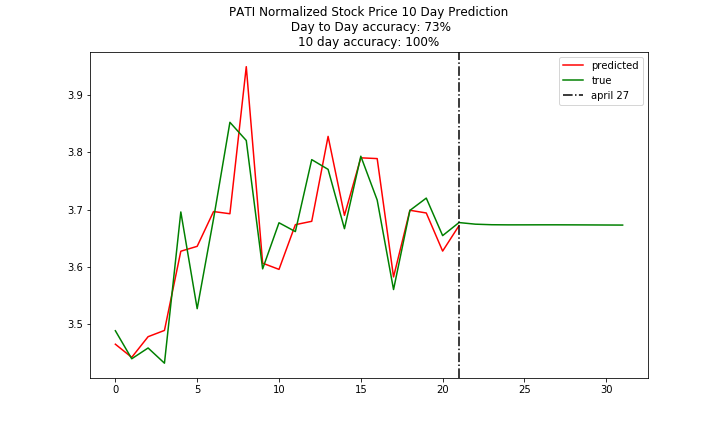 PATI Normalized Stock Price 10 Day Prediction
Day to Day accuracy: 73%
10 day accuracy: 100%
predicted
true
april 27
3.9
3.8
3.7
3.6
3.5
0 5 10 15 20 25 30